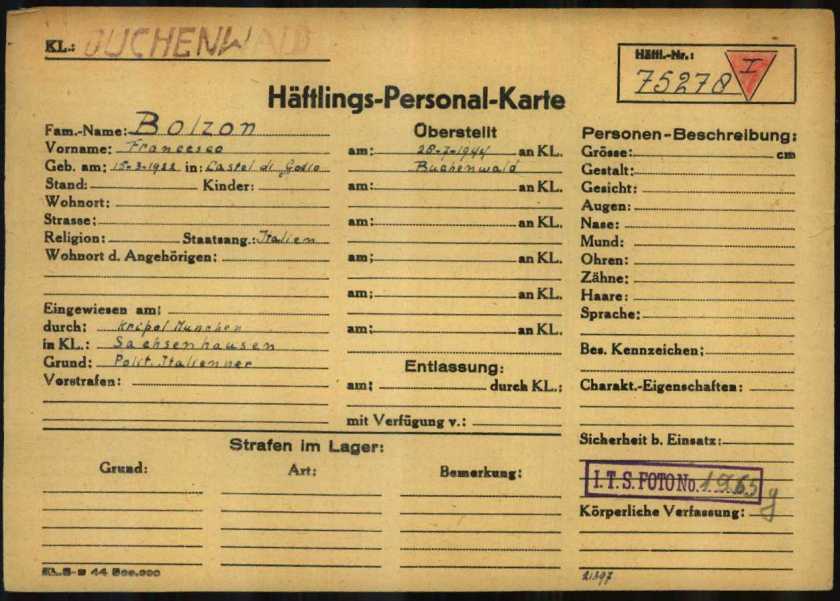 KL.: BUCHENWALD
Häftl.-Nr.:
75278 I
Häftlings-Personal-Karte
Fam.-Name: Bolzon
Vorname: Francesco
Geb. am: 15.3.1922 in: Castel di Godio
Stand: Kinder:
Wohnort:
Strasse:
Religion: Staatsang.: Italien
Wohnort d. Angehörigen:
Eingewiesen am:
durch: Kripol München
in KL.: Sachsenhausen
Grund: Polit. Italienner
Vorstrafen:
Überstellt
am: 28.7.1944 an KL.
Buchenwald
am: an KL.
am: an KL.
am: an KL.
am: an KL.
am: an KL.
Entlassung:
am: durch KL.:
mit Verfügung v.:
Personen-Beschreibung:
Grösse: cm
Gestalt:
Gesicht:
Augen:
Nase:
Mund:
Ohren:
Zähne:
Haare:
Sprache:
Bes. Kennzeichen:
Charakt.-Eigenschaften:
Sicherheit b. Einsatz:
I.T.S. FOTO No. 1965
g
Körperliche Verfassung:
Strafen im Lager:
Grund: Art: Bemerkung:
44 500.000
21397